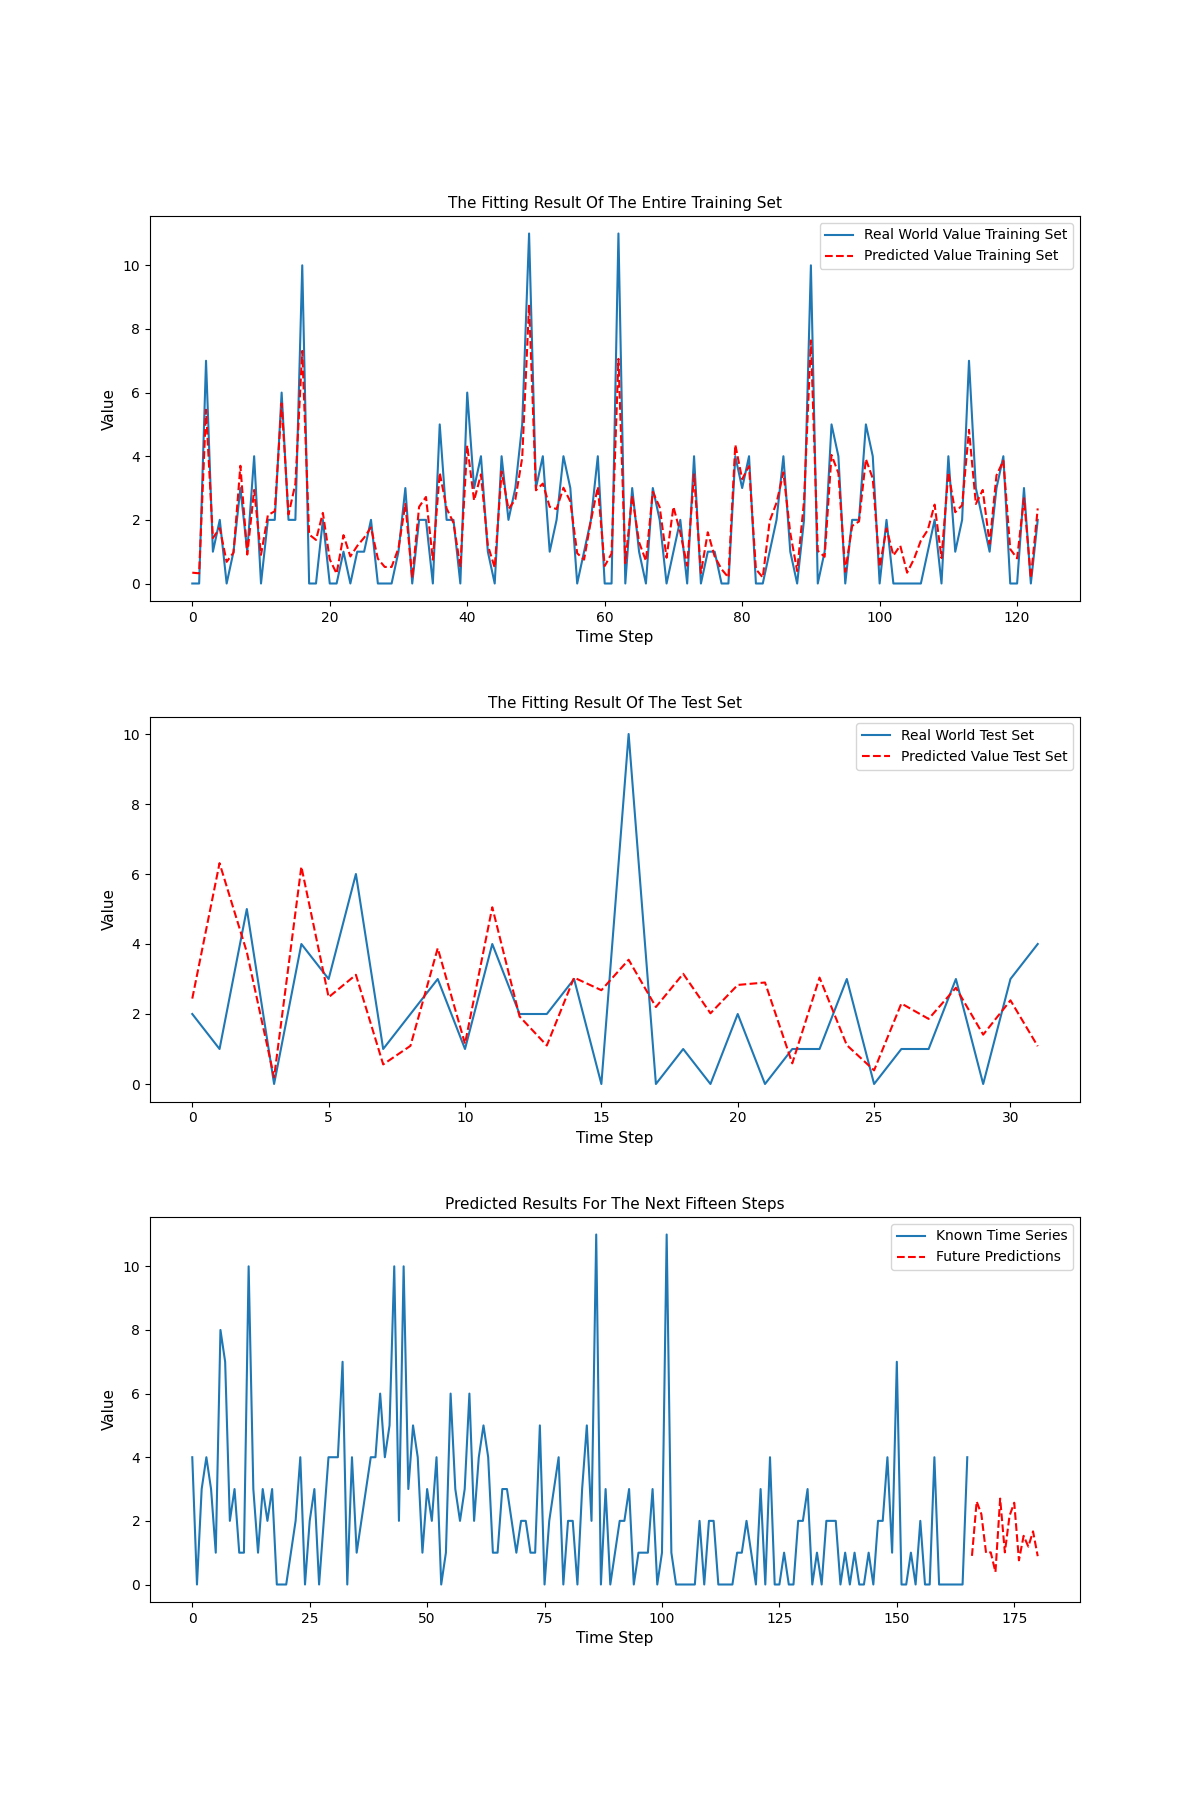 The Fitting Result Of The Entire Training Set
Real World Value Training Set
Predicted Value Training Set
Value
10
8
6
4
2
0
0 20 40 60 80 100 120
Time Step
The Fitting Result Of The Test Set
Real World Test Set
Predicted Value Test Set
Value
10
8
6
4
2
0
0 5 10 15 20 25 30
Time Step
Predicted Results For The Next Fifteen Steps
Known Time Series
Future Predictions
Value
10
8
6
4
2
0
0 25 50 75 100 125 150 175
Time Step